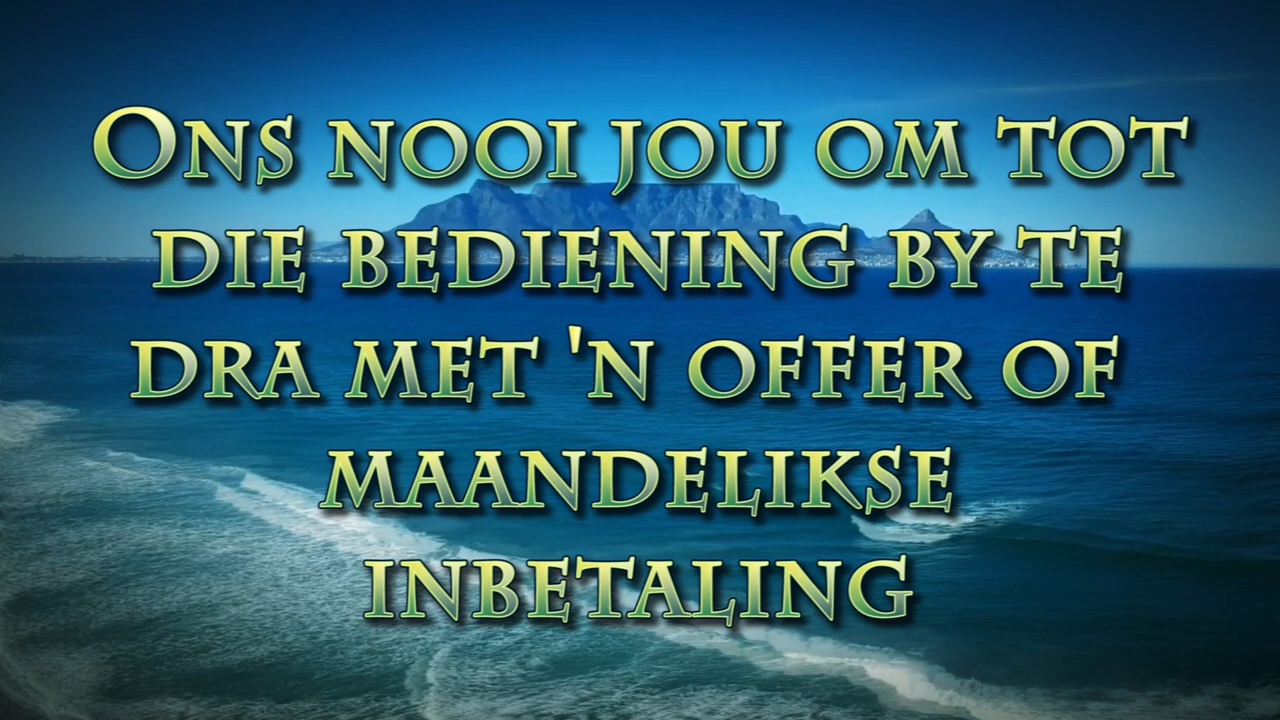 Ons nooi jou om tot
die bediening by te
dra met 'n offer of
maandelikse
inbetaling